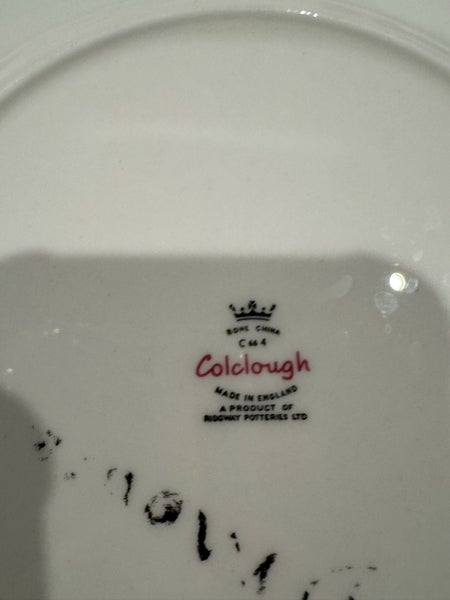 BONE CHINA
C 66 4
Colclough
MADE IN ENGLAND
A PRODUCT OF
RIDGWAY POTTERIES LTD